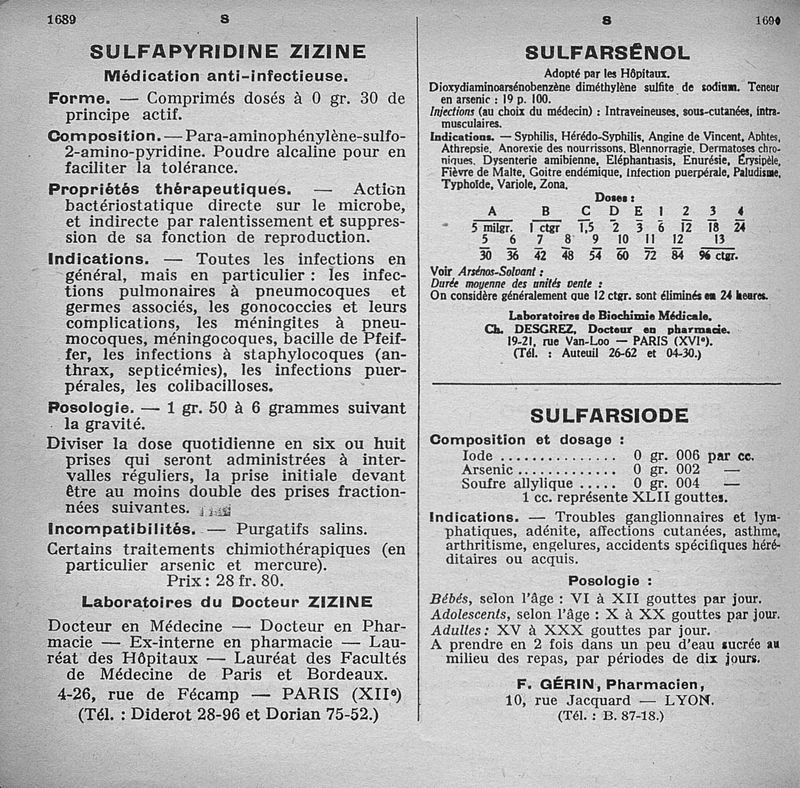 1689
S
SULFAPYRIDINE ZIZINE
Médication anti-infectieuse.
Forme. — Comprimés dosés à 0 gr. 30 de
principe actif.
Composition. — Para-aminophénylène-sulfo-
2-amino-pyridine. Poudre alcaline pour en
faciliter la tolérance.
Propriétés thérapeutiques. — Action
bactériostatique directe sur le microbe,
et indirecte par ralentissement et suppres-
sion de sa fonction de reproduction.
Indications. — Toutes les infections en
général, mais en particulier : les infec-
tions pulmonaires à pneumocoques et
germes associés, les gonococcies et leurs
complications, les méningites à pneu-
mocoques, méningocoques, bacille de Pfeif-
fer, les infections à staphylocoques (an-
thrax, septicémies), les infections puer-
pérales, les colibacilloses.
Posologie. — 1 gr. 50 à 6 grammes suivant
la gravité.
Diviser la dose quotidienne en six ou huit
prises qui seront administrées à inter-
valles réguliers, la prise initiale devant
être au moins double des prises fraction-
nées suivantes.
Incompatibilités. — Purgatifs salins.
Certains traitements chimiothérapiques (en
particulier arsenic et mercure).
Prix : 28 fr. 80.
Laboratoires du Docteur ZIZINE
Docteur en Médecine — Docteur en Phar-
macie — Ex-interne en pharmacie — Lau-
réat des Hôpitaux — Lauréat des Facultés
de Médecine de Paris et Bordeaux.
4-26, rue de Fécamp — PARIS (XIIe)
(Tél. : Diderot 28-96 et Dorian 75-52.)
S
1690
SULFARSÉNOL
Adopté par les Hôpitaux.
Dioxydiaminoarsénobenzène diméthylène sulfite de sodium. Teneur
en arsenic : 19 p. 100.
Injections (au choix du médecin) : Intraveineuses, sous-cutanées, intra-
musculaires.
Indications. — Syphilis, Hérédo-Syphilis, Angine de Vincent, Aphtes,
Athrepsie, Anorexie des nourrissons, Blennorragie, Dermatoses chro-
niques, Dysenterie amibienne, Eléphantiasis, Enurésie, Érysipèle,
Fièvre de Malte, Goitre endémique, Infection puerpérale, Paludisme,
Typhoïde, Variole, Zona.
Doses :
A B C D E 1 2 3 4
5 milgr. 1 ctgr 1,5 2 3 6 12 18 24
5 6 7 8 9 10 11 12 13
30 36 42 48 54 60 72 84 96 ctgr.
Voir Arsénos-Solvant :
Durée moyenne des unités vente :
On considère généralement que 12 ctgr. sont éliminés en 24 heures.
Laboratoires de Biochimie Médicale.
Ch. DESGREZ, Docteur en pharmacie.
19-21, rue Van-Loo — PARIS (XVIe).
(Tél. : Auteuil 26-62 et 04-30.)
SULFARSIODE
Composition et dosage :
Iode ............... 0 gr. 006 par cc.
Arsenic ............ 0 gr. 002 —
Soufre allylique ..... 0 gr. 004 —
1 cc. représente XLII gouttes.
Indications. — Troubles ganglionnaires et lym-
phatiques, adénite, affections cutanées, asthme,
arthritisme, engelures, accidents spécifiques héré-
ditaires ou acquis.
Posologie :
Bébés, selon l'âge : VI à XII gouttes par jour.
Adolescents, selon l'âge : X à XX gouttes par jour.
Adultes : XV à XXX gouttes par jour.
A prendre en 2 fois dans un peu d'eau sucrée au
milieu des repas, par périodes de dix jours.
F. GÉRIN, Pharmacien,
10, rue Jacquard — LYON.
(Tél. : B. 87-18.)